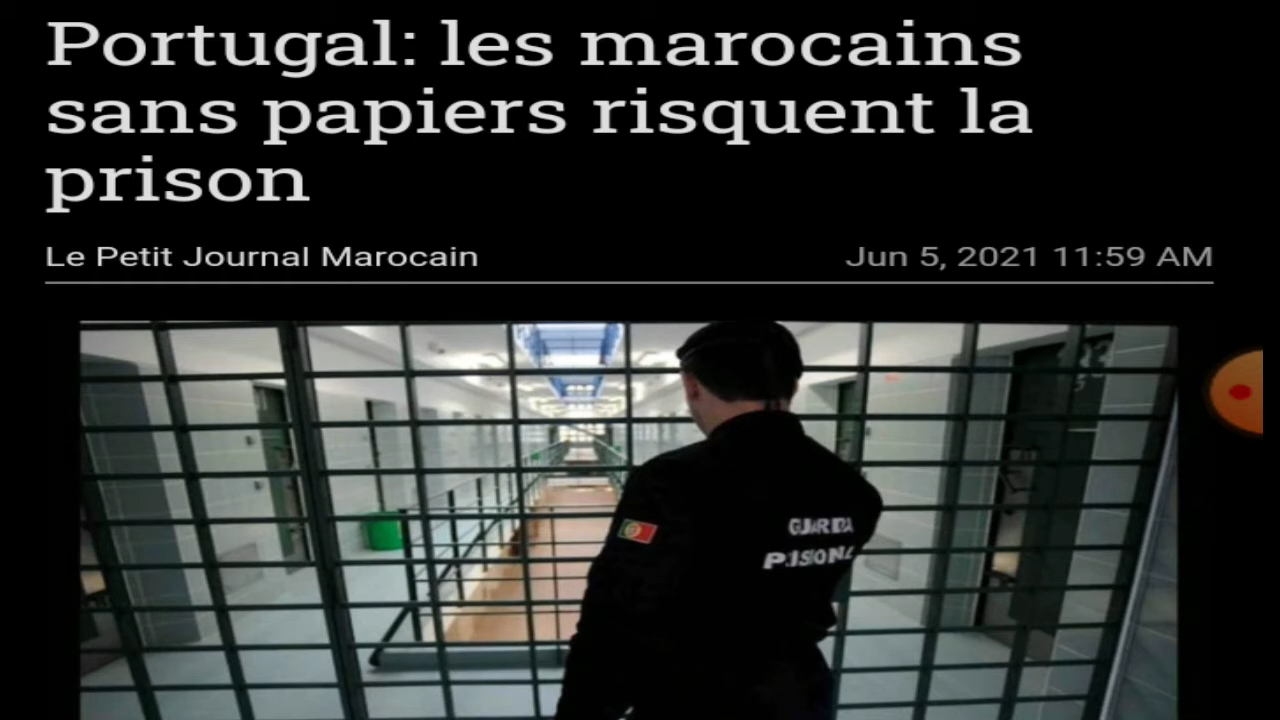 Portugal: les marocains
sans papiers risquent la
prison
Le Petit Journal Marocain
Jun 5, 2021 11:59 AM